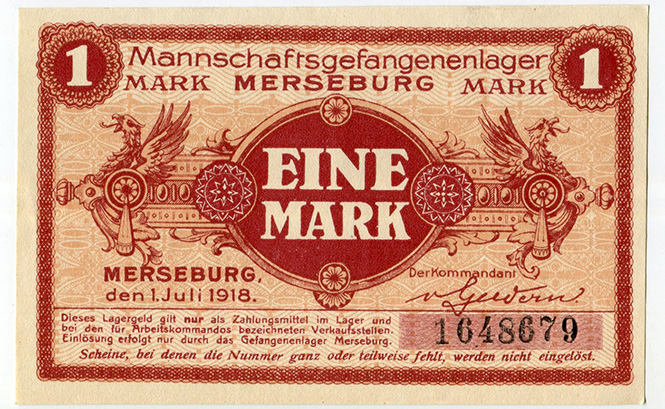 1 Mannschaftsgefangenenlager 1
MARK MERSEBURG MARK
EINE
MARK
MERSEBURG,
den 1. Juli 1918.
Der Kommandant
v. Geldern.
Dieses Lagergeld gilt nur als Zahlungsmittel im Lager und
bei den für Arbeitskommandos bezeichneten Verkaufsstellen.
Einlösung erfolgt nur durch das Gefangenenlager Merseburg.
1648679
Scheine, bei denen die Nummer ganz oder teilweise fehlt, werden nicht eingelöst.